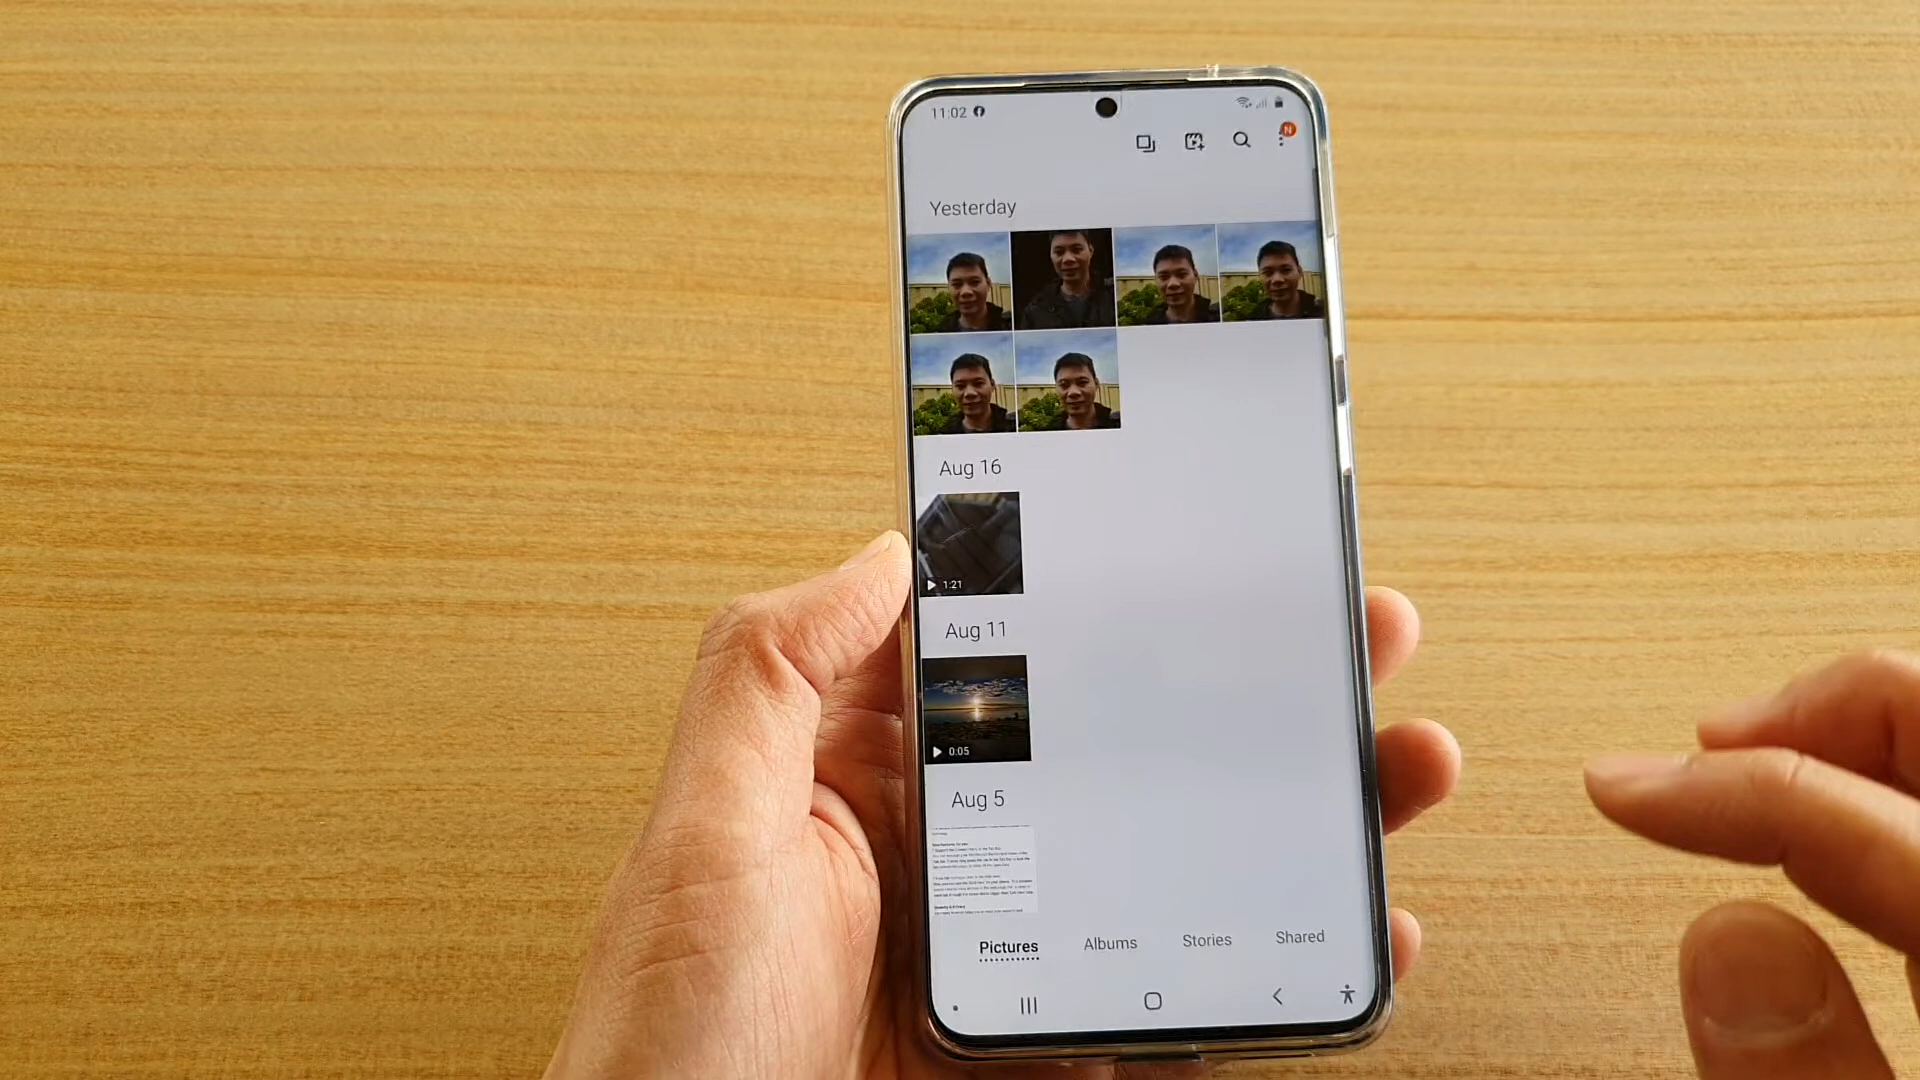 11:02
N
Yesterday
Aug 16
1:21
Aug 11
0:05
Aug 5
Pictures Albums Stories Shared